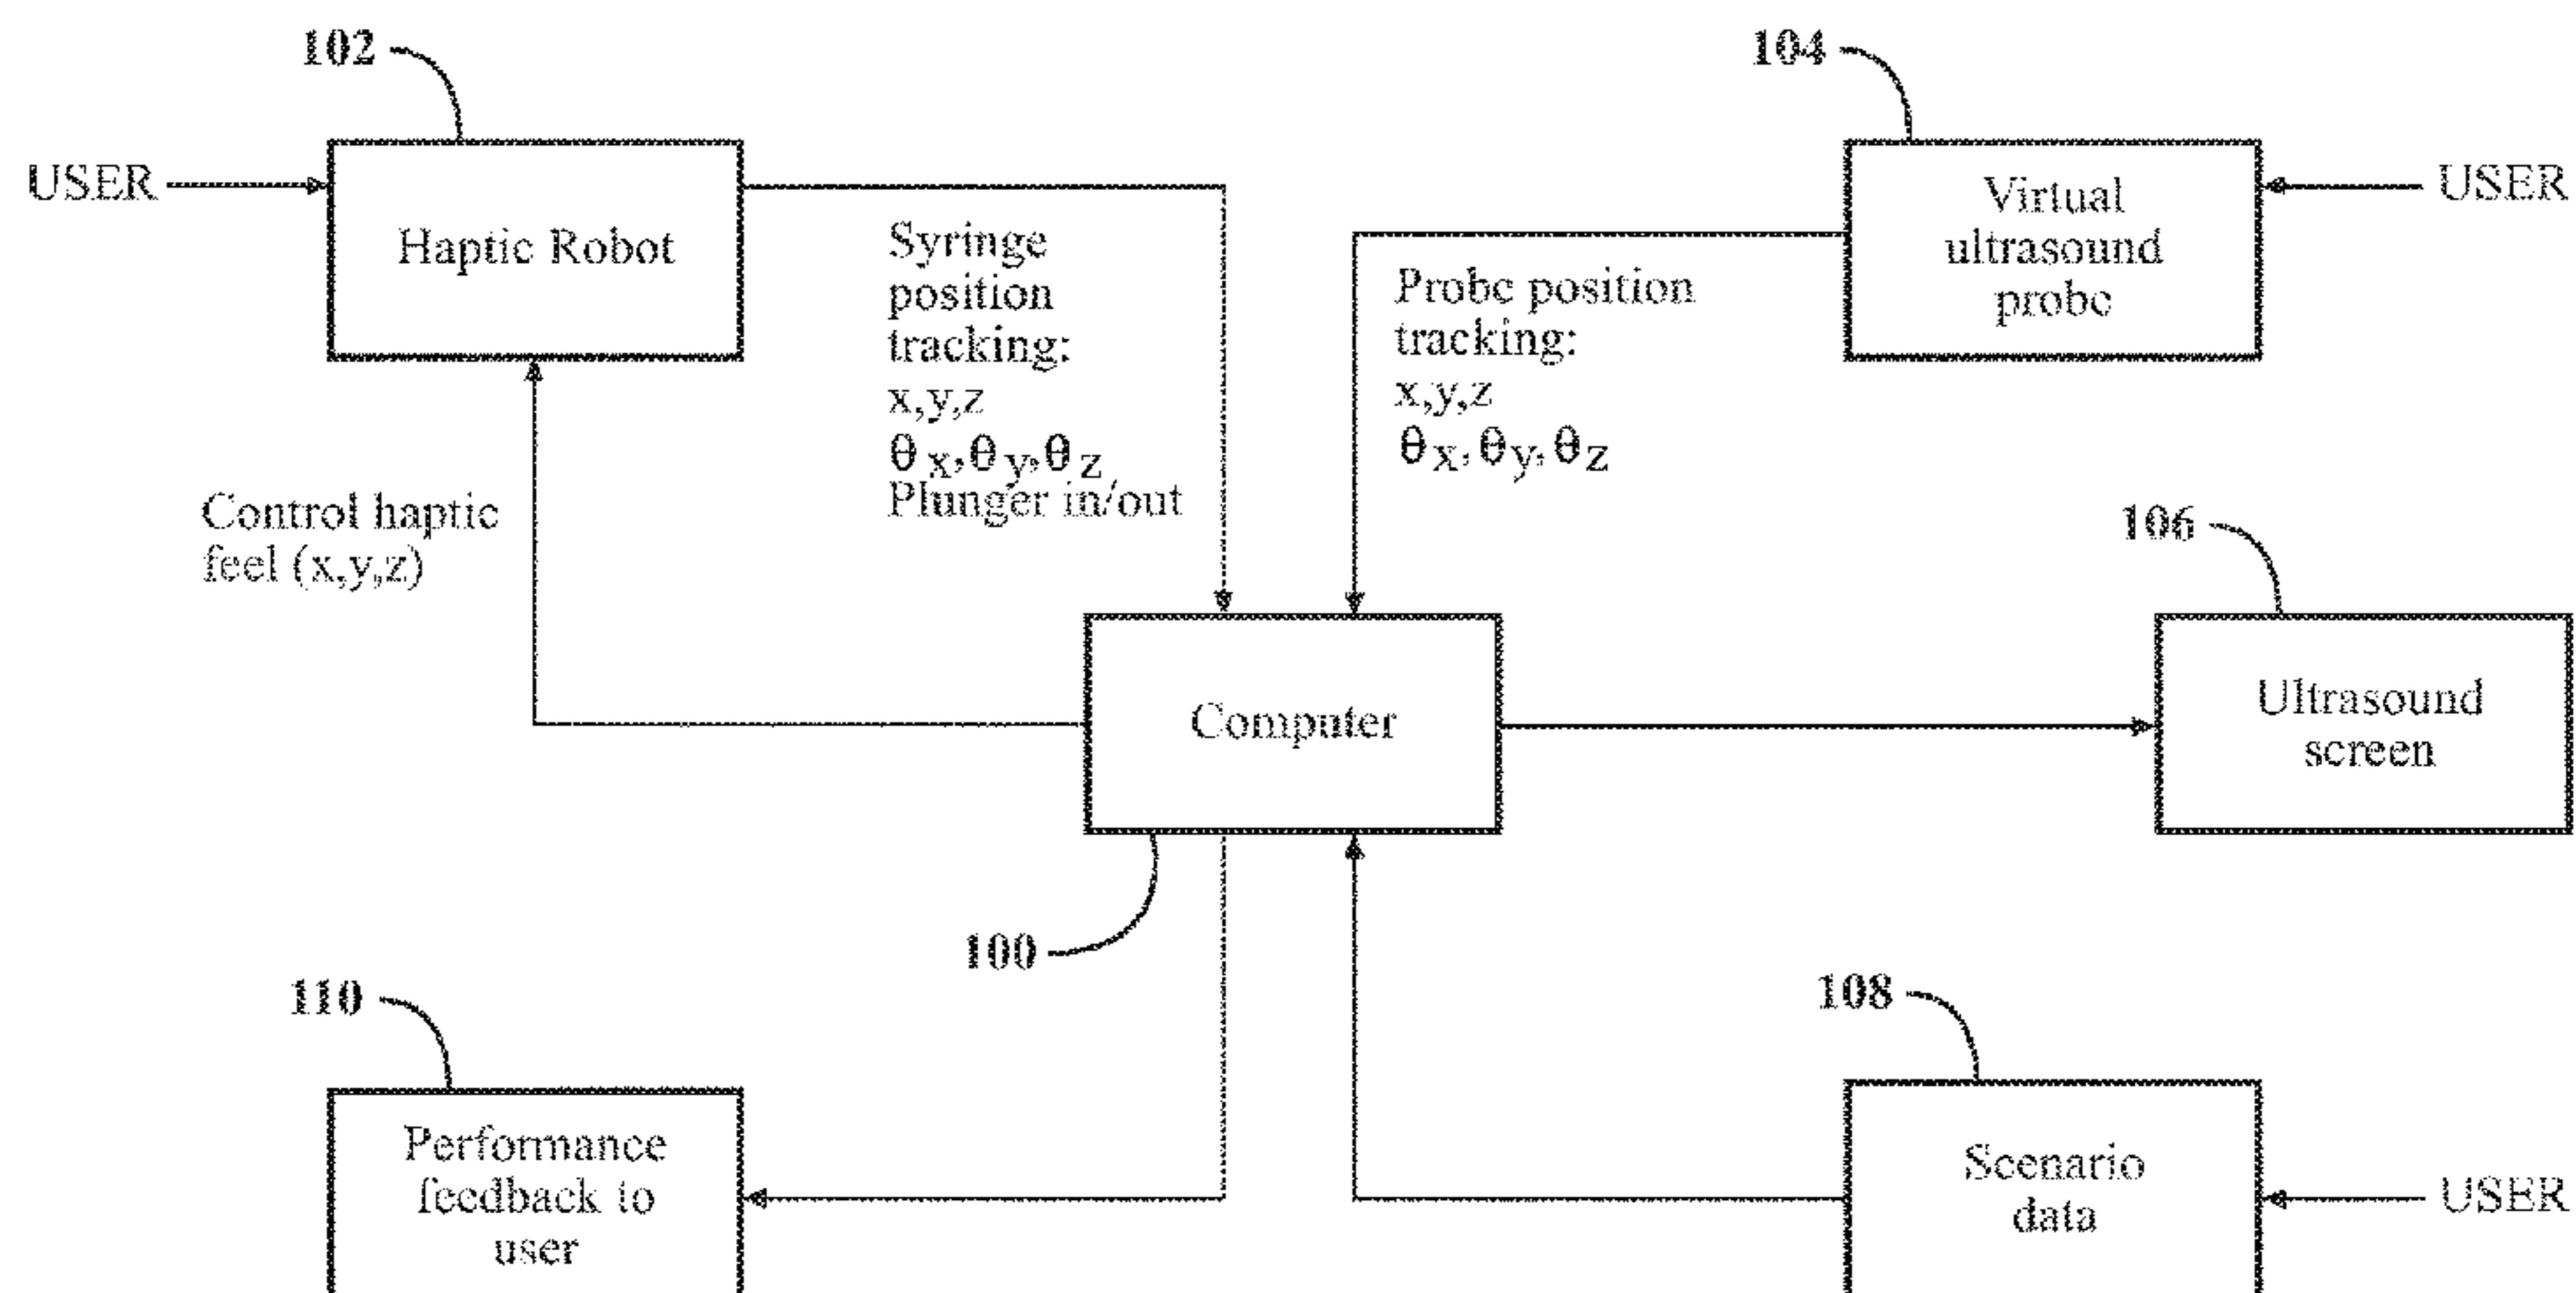 102
104
USER
Haptic Robot
Syringe
position
tracking:
x,y,z
θx,θy,θz
Plunger in/out
Probe position
tracking:
x,y,z
θx,θy,θz
Virtual
ultrasound
probe
USER
Control haptic
feel (x,y,z)
106
Computer
Ultrasound
screen
100
110
108
Performance
feedback to
user
Scenario
data
USER